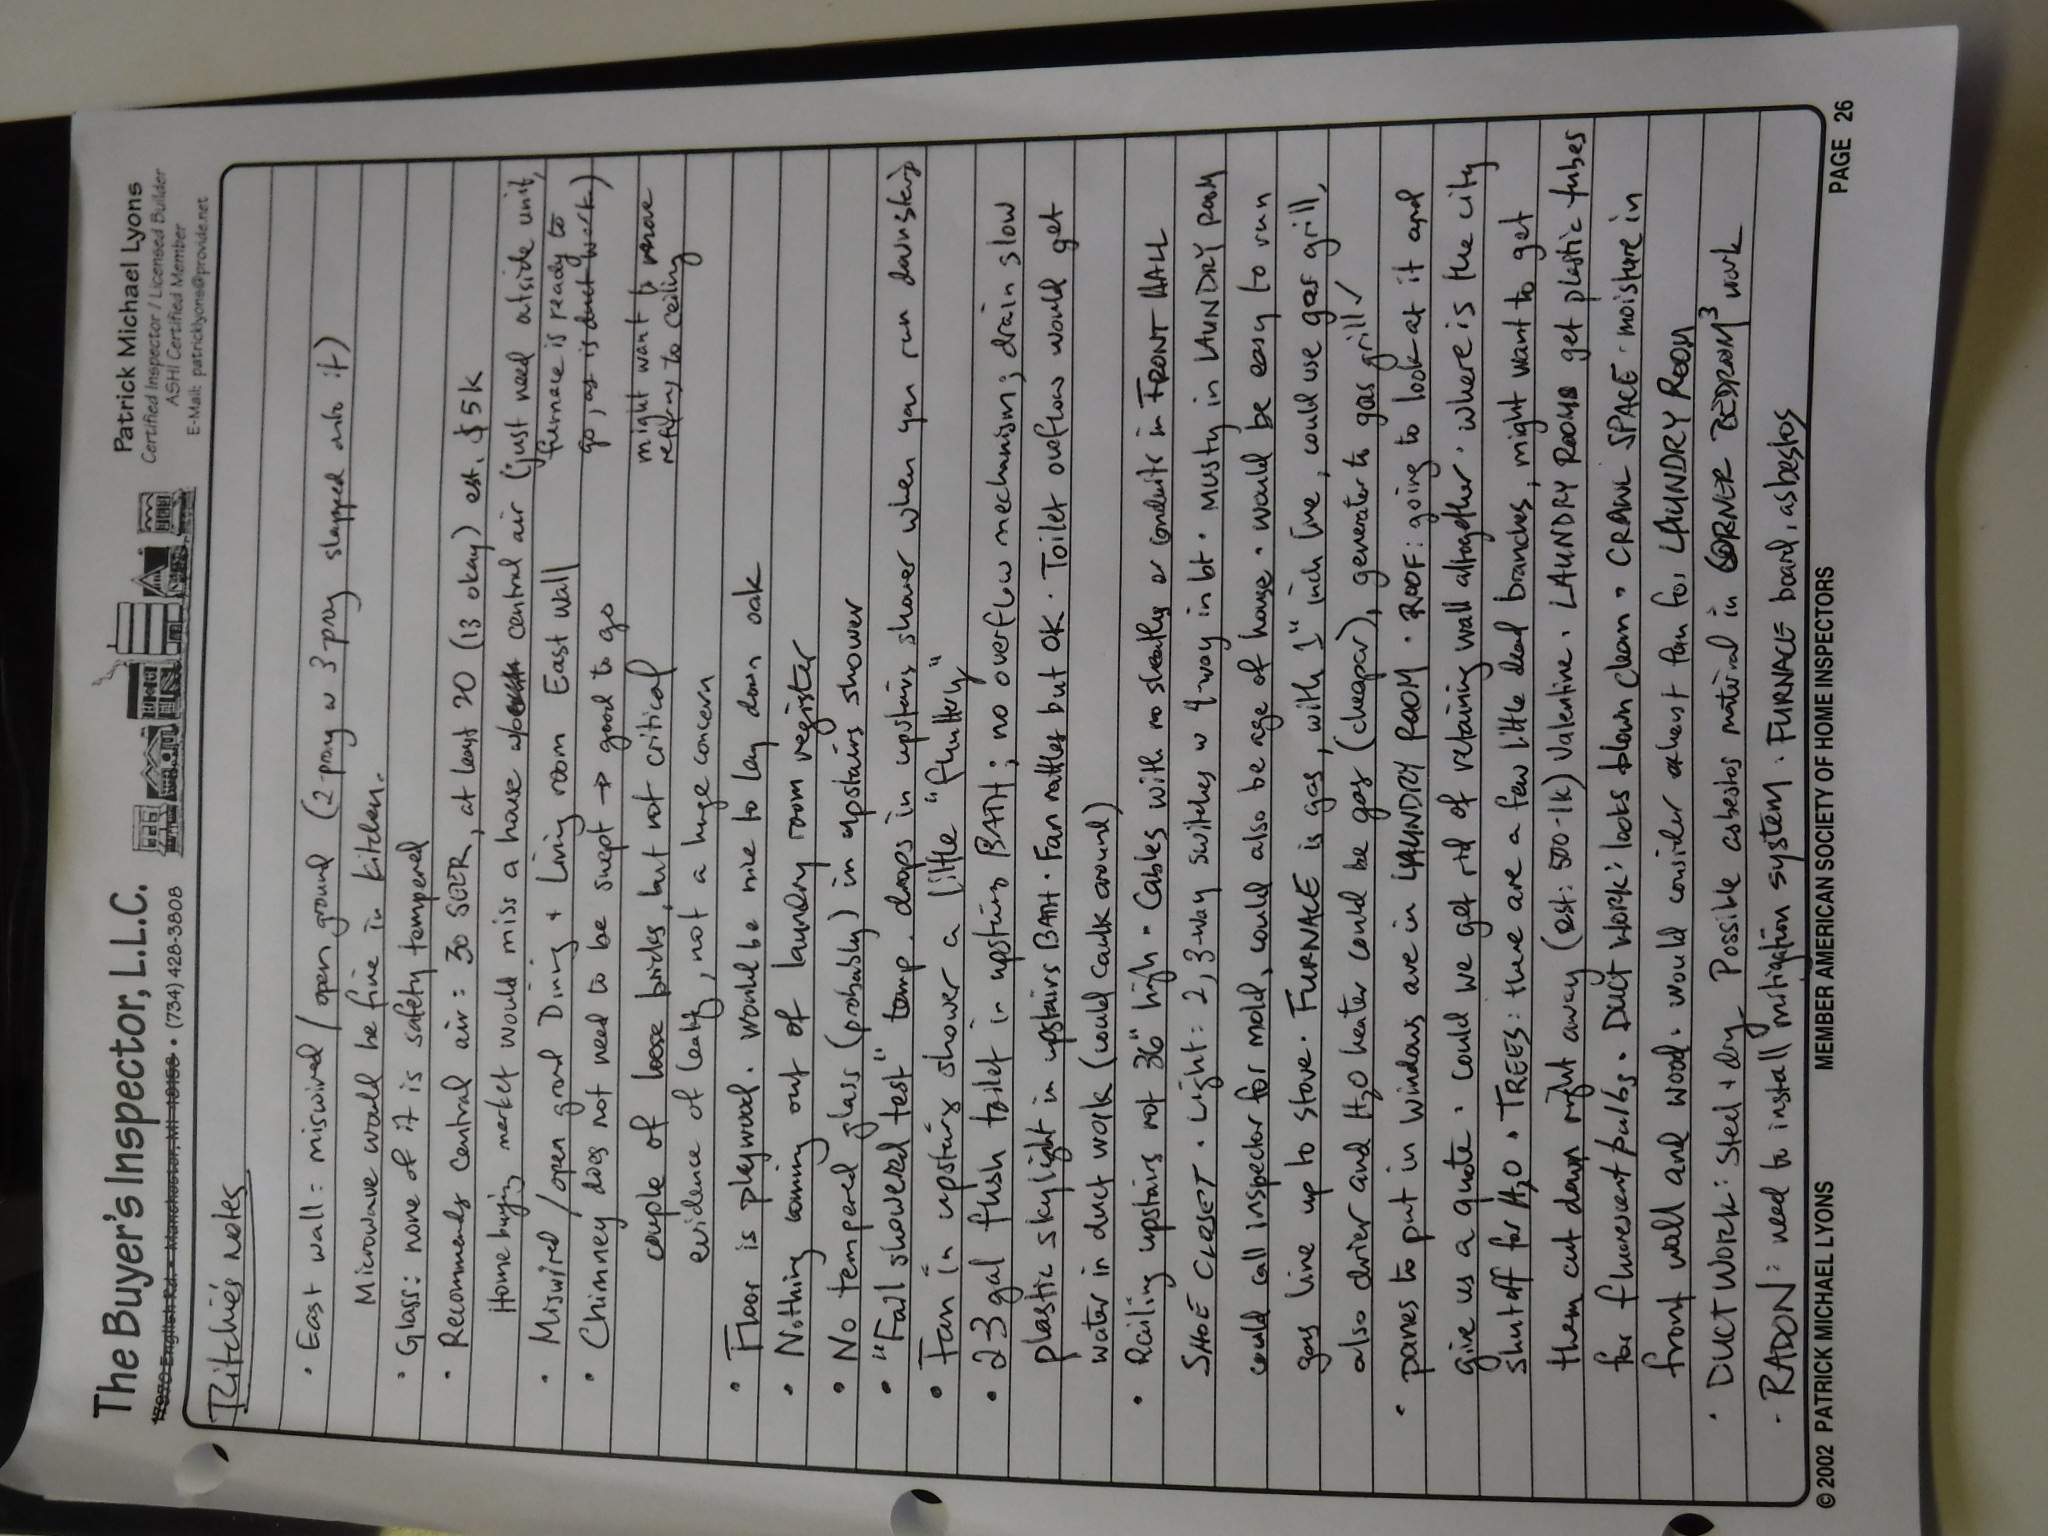 The Buyer's Inspector, L.L.C.
17970 English Rd. • Manchester, MI 48158 • (734) 428-3808
Patrick Michael Lyons
Certified Inspector / Licensed Builder
ASHI Certified Member
E-Mail: patricklyons@provide.net
Ritchie's notes
• East wall: miswired / open ground (2-prong w 3 prong slapped onto it)
Microwave would be fine in kitchen.
• Glass: none of it is safety tempered
• Recommends central air: 30 SEER, at least 20 (13 okay) est. $5K
Home buying market would miss a house w central air (just need outside unit,
furnace is ready to
go, as is duct work)
• Miswired / open ground Dining + Living room East wall
• Chimney does not need to be swept → good to go
might want to move
to ceiling
couple of loose bricks, but not critical
evidence of leaky, not a huge concern
• Floor is plywood. Would be nice to lay down oak
• Nothing coming out of laundry room register
• No tempered glass (probably) in upstairs shower
• "Fail shower test" temp. drops in upstairs shower when you run downstairs
• Fan in upstairs shower a little "fluttery"
• 23 gal flush toilet in upstairs BATH; no overflow mechanism; drain slow
plastic skylight in upstairs BATH • Fan rattles but OK • Toilet overflow would get
water in duct work (could caulk around)
• Railing upstairs not 36" high • Cables with no or conduits in FRONT HALL
SHOE CLOSET • Light: 2, 3-way switches w 4-way in bt • MUSTY in LAUNDRY ROOM
could call inspector for mold, could also be age of house • would be easy to run
gas line up to stove • FURNACE is gas, with 1" inch line, could use gas grill,
also drier and H2O heater could be gas (cheaper), generator to gas grill ✓
• panes to put in windows are in LAUNDRY ROOM • ROOF: going to look at it and
give us a quote • could we get rid of retaining wall altogether • where is the city
shutoff for H2O • TREES: there are a few little dead branches, might want to get
them cut down right away (est: 500-1K) Valentine • LAUNDRY ROOM get plastic tubes
for fluorescent bulbs • DUCT WORK: looks blown clean • CRAWL SPACE: moisture in
front wall and wood • would consider exhaust fan for LAUNDRY ROOM
• DUCT WORK: Steel + dry Possible asbestos material in CORNER BEDROOM 3 work
• RADON: need to install mitigation system • FURNACE board, asbestos
© 2002 PATRICK MICHAEL LYONS
MEMBER AMERICAN SOCIETY OF HOME INSPECTORS
PAGE 26